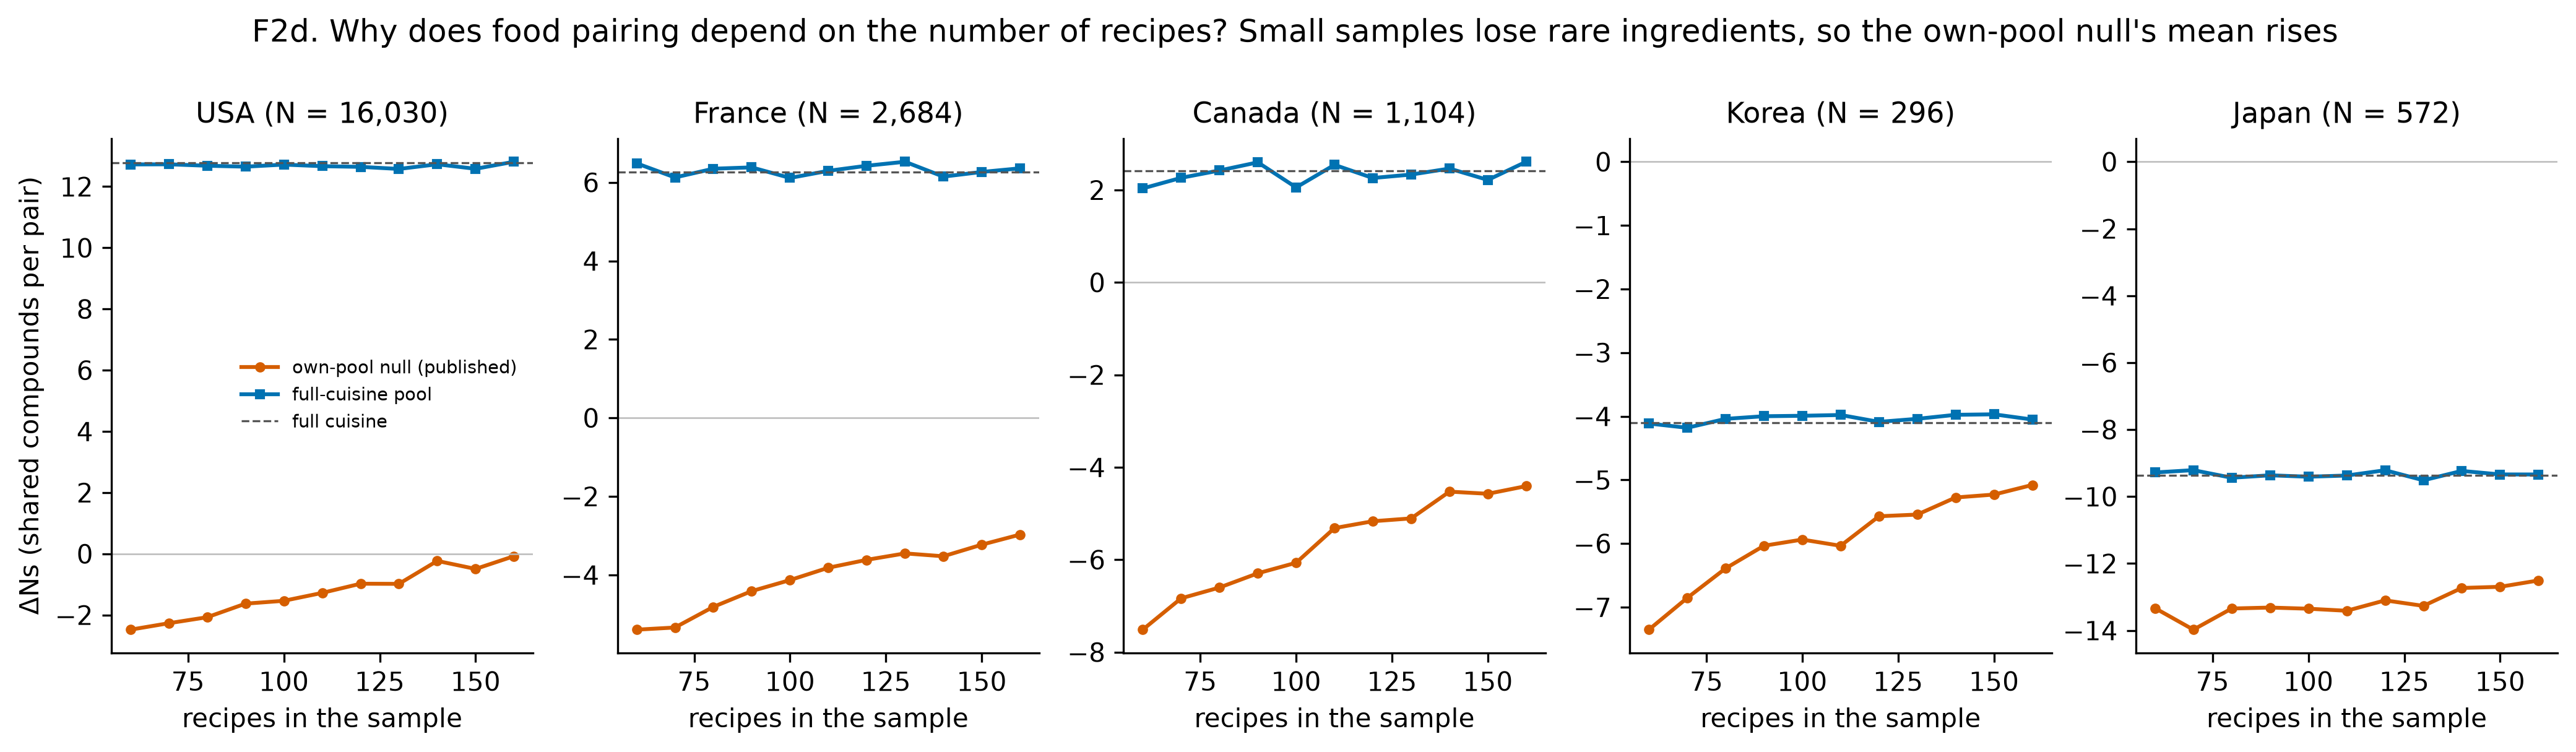 F2d. Why does food pairing depend on the number of recipes? Small samples lose rare ingredients, so the own-pool null's mean rises
USA (N = 16,030)
ΔNs (shared compounds per pair)
12
10
8
6
4
2
0
−2
own-pool null (published)
full-cuisine pool
full cuisine
75 100 125 150
recipes in the sample
France (N = 2,684)
6
4
2
0
−2
−4
75 100 125 150
recipes in the sample
Canada (N = 1,104)
2
0
−2
−4
−6
−8
75 100 125 150
recipes in the sample
Korea (N = 296)
0
−1
−2
−3
−4
−5
−6
−7
75 100 125 150
recipes in the sample
Japan (N = 572)
0
−2
−4
−6
−8
−10
−12
−14
75 100 125 150
recipes in the sample